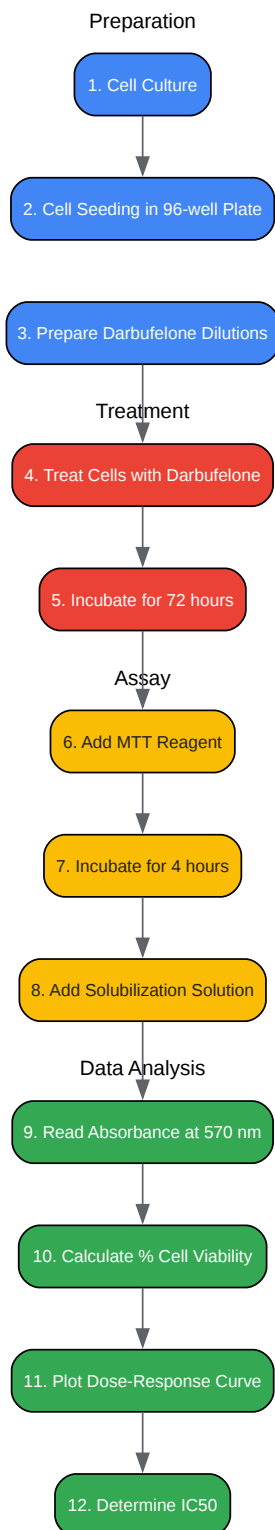 Preparation
1. Cell Culture
2. Cell Seeding in 96-well Plate
3. Prepare Darbufelone Dilutions
Treatment
4. Treat Cells with Darbufelone
5. Incubate for 72 hours
Assay
6. Add MTT Reagent
7. Incubate for 4 hours
8. Add Solubilization Solution
Data Analysis
9. Read Absorbance at 570 nm
10. Calculate % Cell Viability
11. Plot Dose-Response Curve
12. Determine IC50